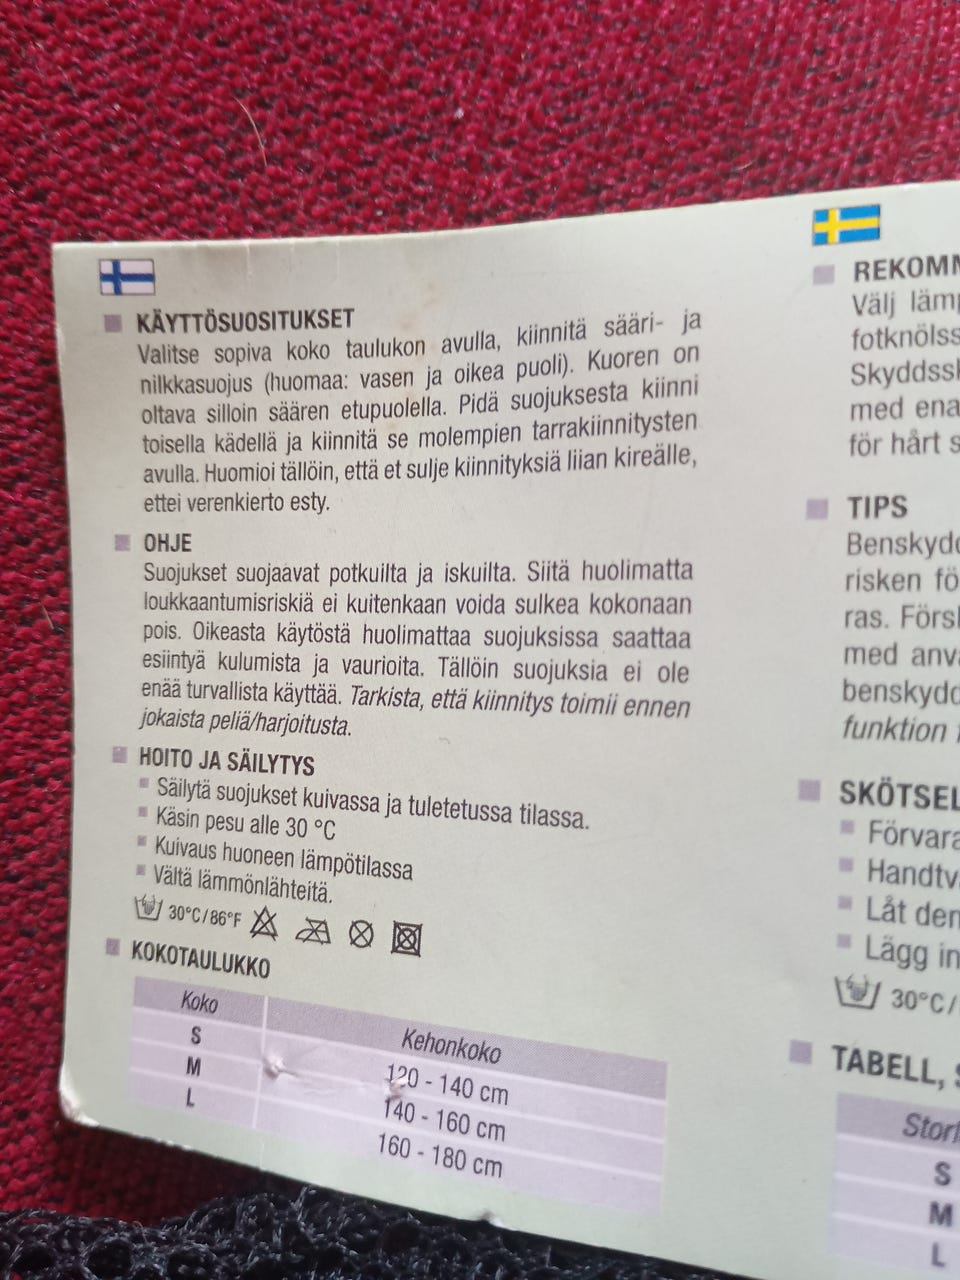 KÄYTTÖSUOSITUKSET
Valitse sopiva koko taulukon avulla, kiinnitä sääri- ja
nilkkasuojus (huomaa: vasen ja oikea puoli). Kuoren on
oltava silloin säären etupuolella. Pidä suojuksesta kiinni
toisella kädellä ja kiinnitä se molempien tarrakiinnitysten
avulla. Huomioi tällöin, että et sulje kiinnityksiä liian kireälle,
ettei verenkierto esty.
OHJE
Suojukset suojaavat potkuilta ja iskuilta. Siitä huolimatta
loukkaantumisriskiä ei kuitenkaan voida sulkea kokonaan
pois. Oikeasta käytöstä huolimattaa suojuksissa saattaa
esiintyä kulumista ja vaurioita. Tällöin suojuksia ei ole
enää turvallista käyttää. Tarkista, että kiinnitys toimii ennen
jokaista peliä/harjoitusta.
HOITO JA SÄILYTYS
Säilytä suojukset kuivassa ja tuletetussa tilassa.
Käsin pesu alle 30 °C
Kuivaus huoneen lämpötilassa
Vältä lämmönlähteitä.
30°C/86°F
KOKOTAULUKKO
Koko Kehonkoko
S 120 - 140 cm
M 140 - 160 cm
L 160 - 180 cm
REKOMM
Välj lämp
fotknölss
Skyddssk
med ena
för hårt s
TIPS
Benskydd
risken fö
ras. Försl
med anvä
benskydd
funktion
SKÖTSEL
Förvara
Handtv
Låt den
Lägg in
30°C/
TABELL,
Storl
S
M
L